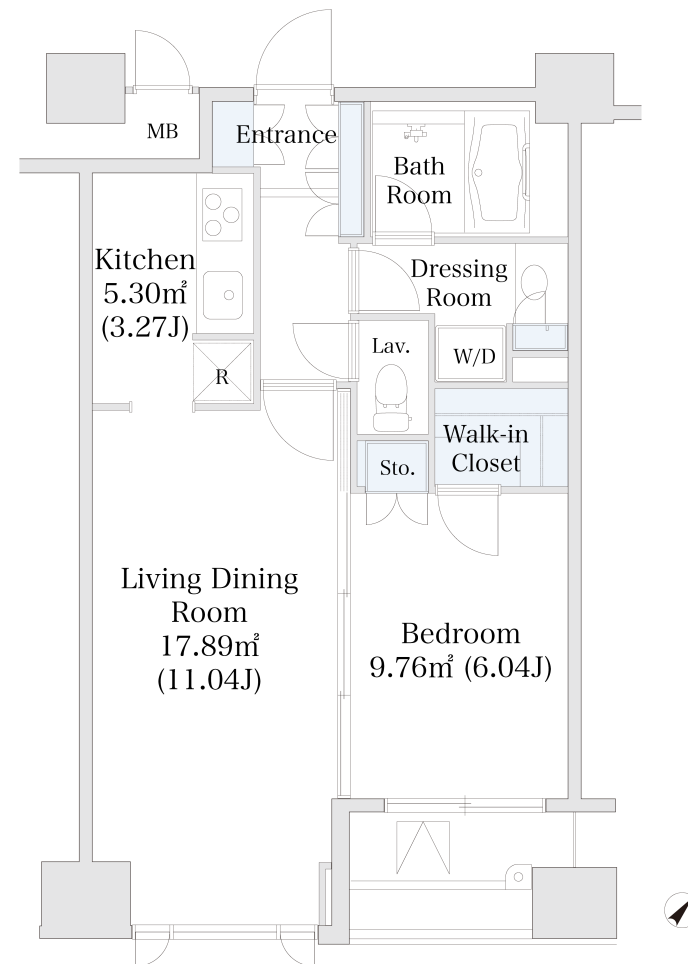 MB
Entrance
Bath
Room
Kitchen
5.30㎡
(3.27J)
Dressing
Room
Lav.
W/D
R
Walk-in
Closet
Sto.
Living Dining
Room
17.89㎡
(11.04J)
Bedroom
9.76㎡ (6.04J)